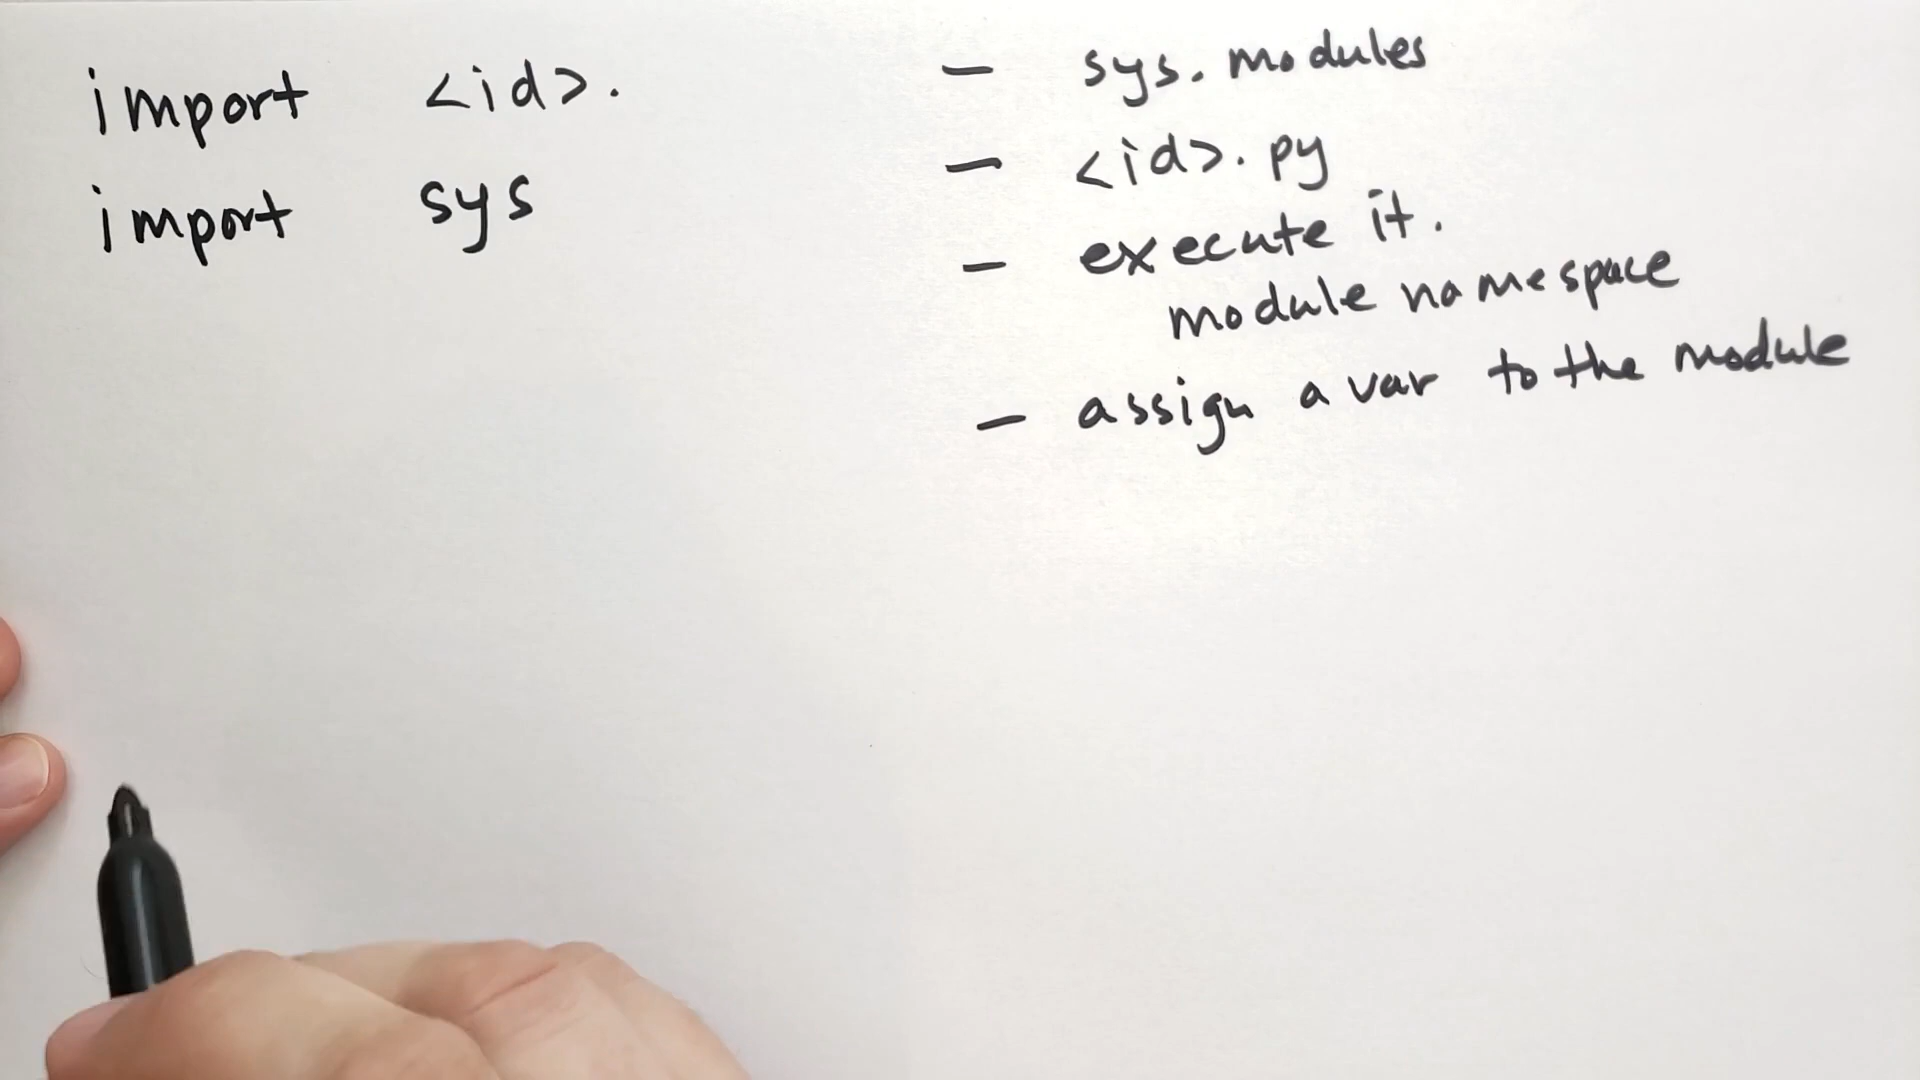 import <id>.
import sys
- sys.modules
- <id>.py
- execute it.
module namespace
- assign a var to the module